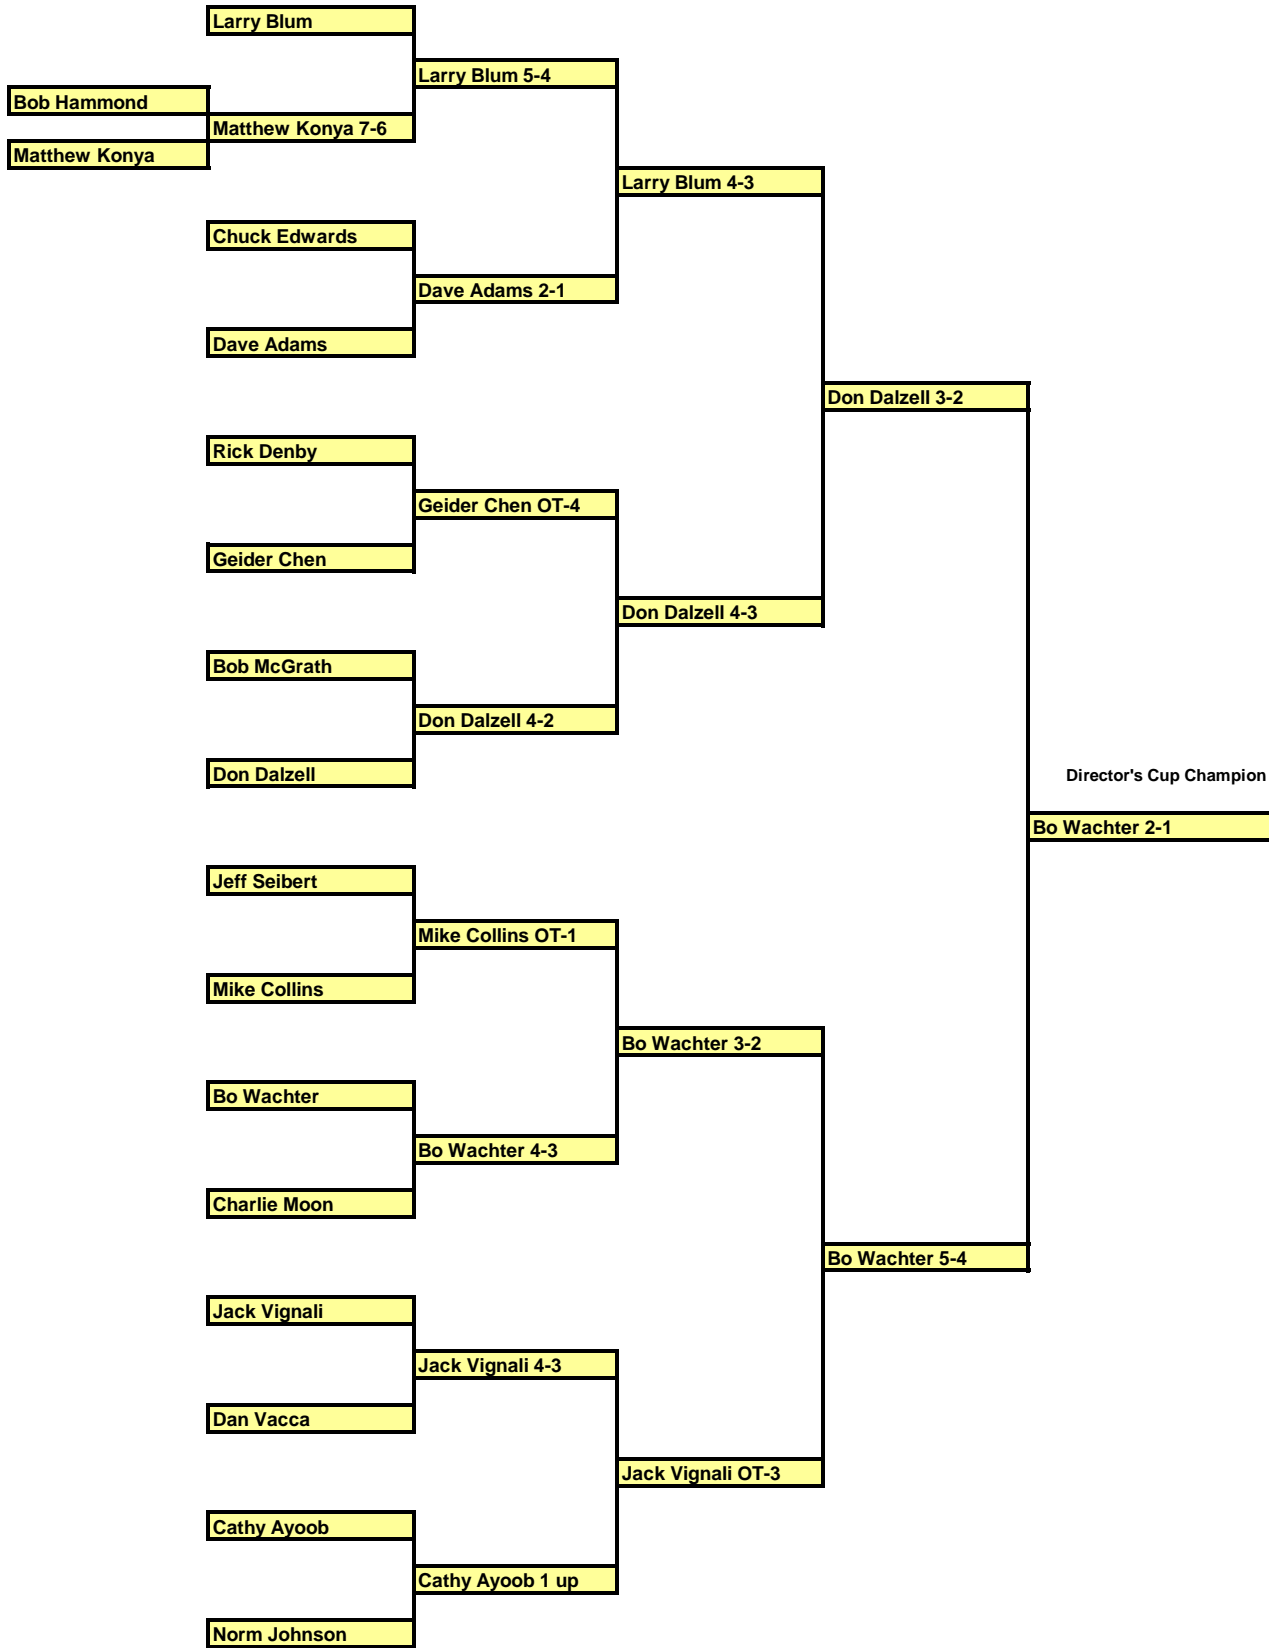 Larry Blum
Larry Blum 5-4
Bob Hammond
Matthew Konya 7-6
Matthew Konya
Larry Blum 4-3
Chuck Edwards
Dave Adams 2-1
Dave Adams
Don Dalzell 3-2
Rick Denby
Geider Chen OT-4
Geider Chen
Don Dalzell 4-3
Bob McGrath
Don Dalzell 4-2
Don Dalzell
Director's Cup Champion
Bo Wachter 2-1
Jeff Seibert
Mike Collins OT-1
Mike Collins
Bo Wachter 3-2
Bo Wachter
Bo Wachter 4-3
Charlie Moon
Bo Wachter 5-4
Jack Vignali
Jack Vignali 4-3
Dan Vacca
Jack Vignali OT-3
Cathy Ayoob
Cathy Ayoob 1 up
Norm Johnson